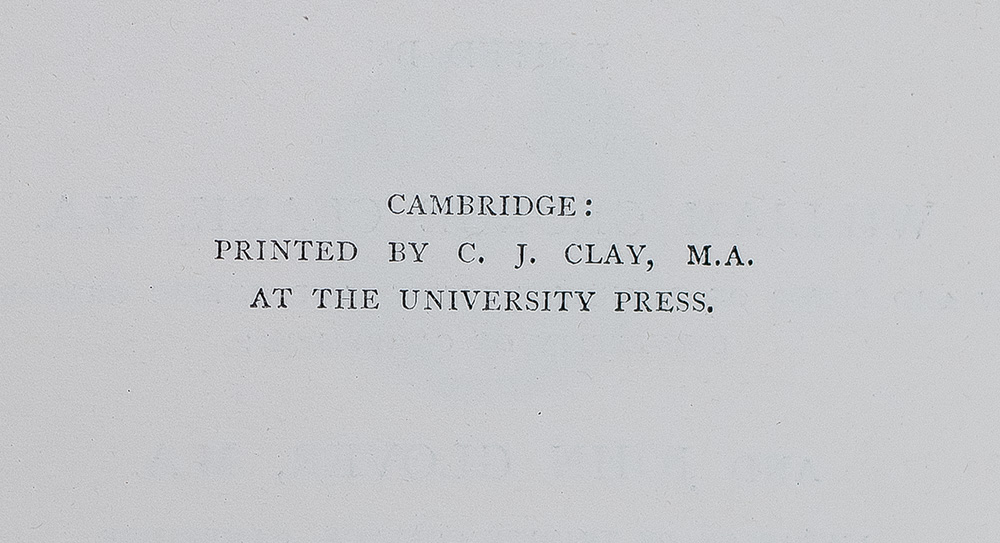 CAMBRIDGE:
PRINTED BY C. J. CLAY, M.A.
AT THE UNIVERSITY PRESS.